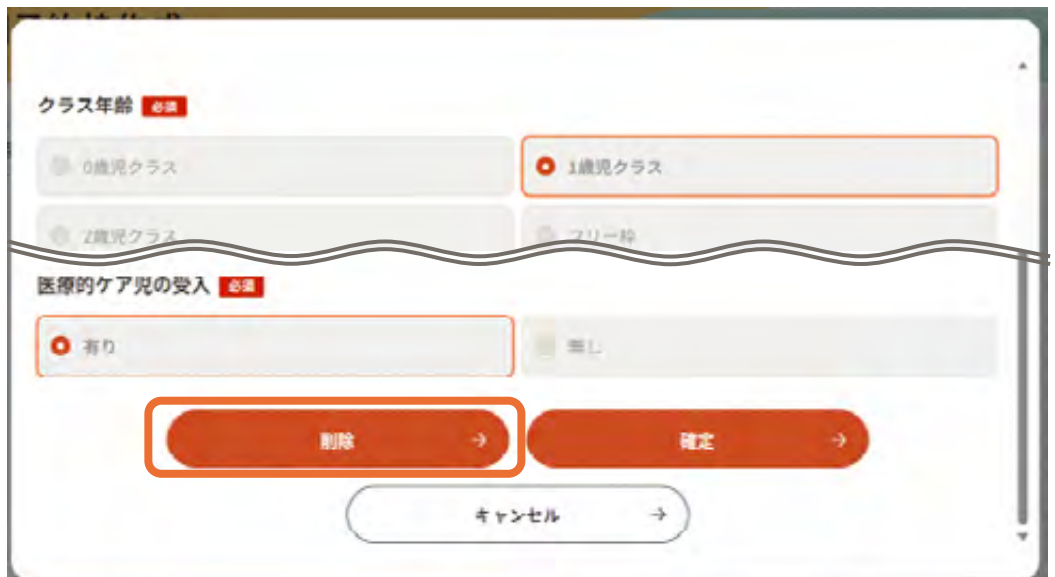 クラス年齢 必須
0歳児クラス
1歳児クラス
2歳児クラス
フリー枠
医療的ケア児の受入 必須
有り
無し
削除 →
確定 →
キャンセル →